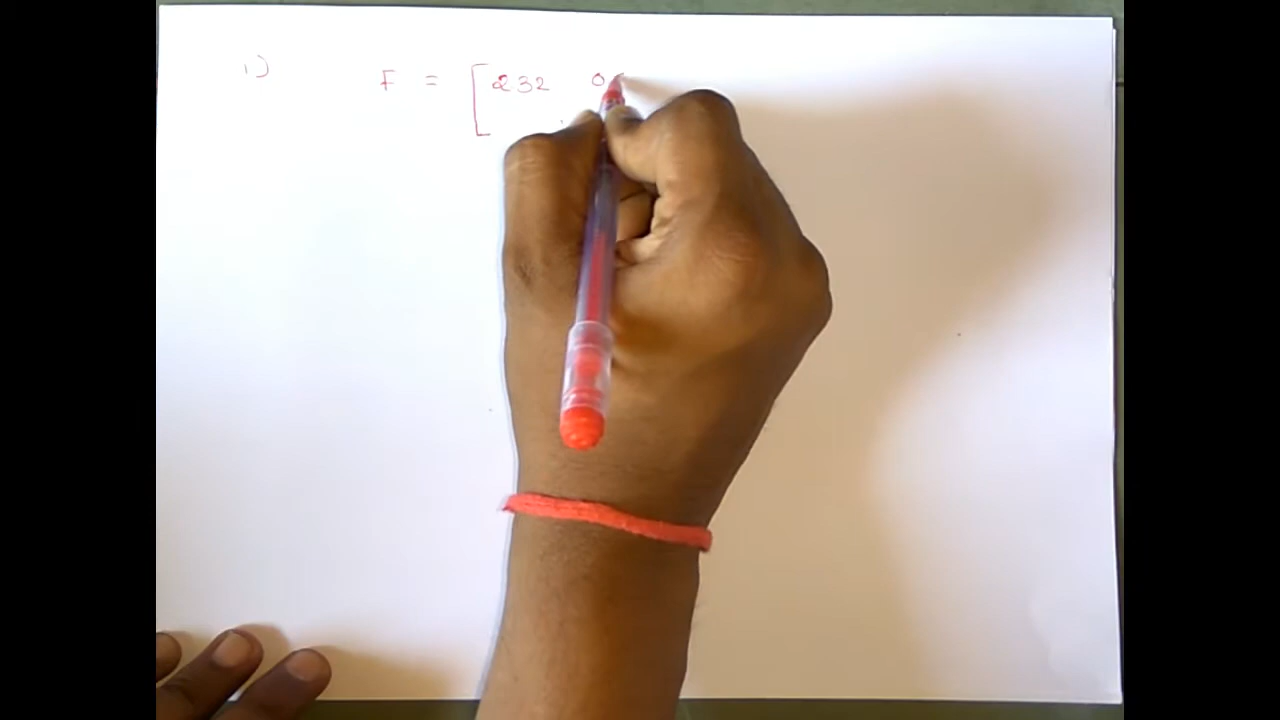 1) F = [ 232 0